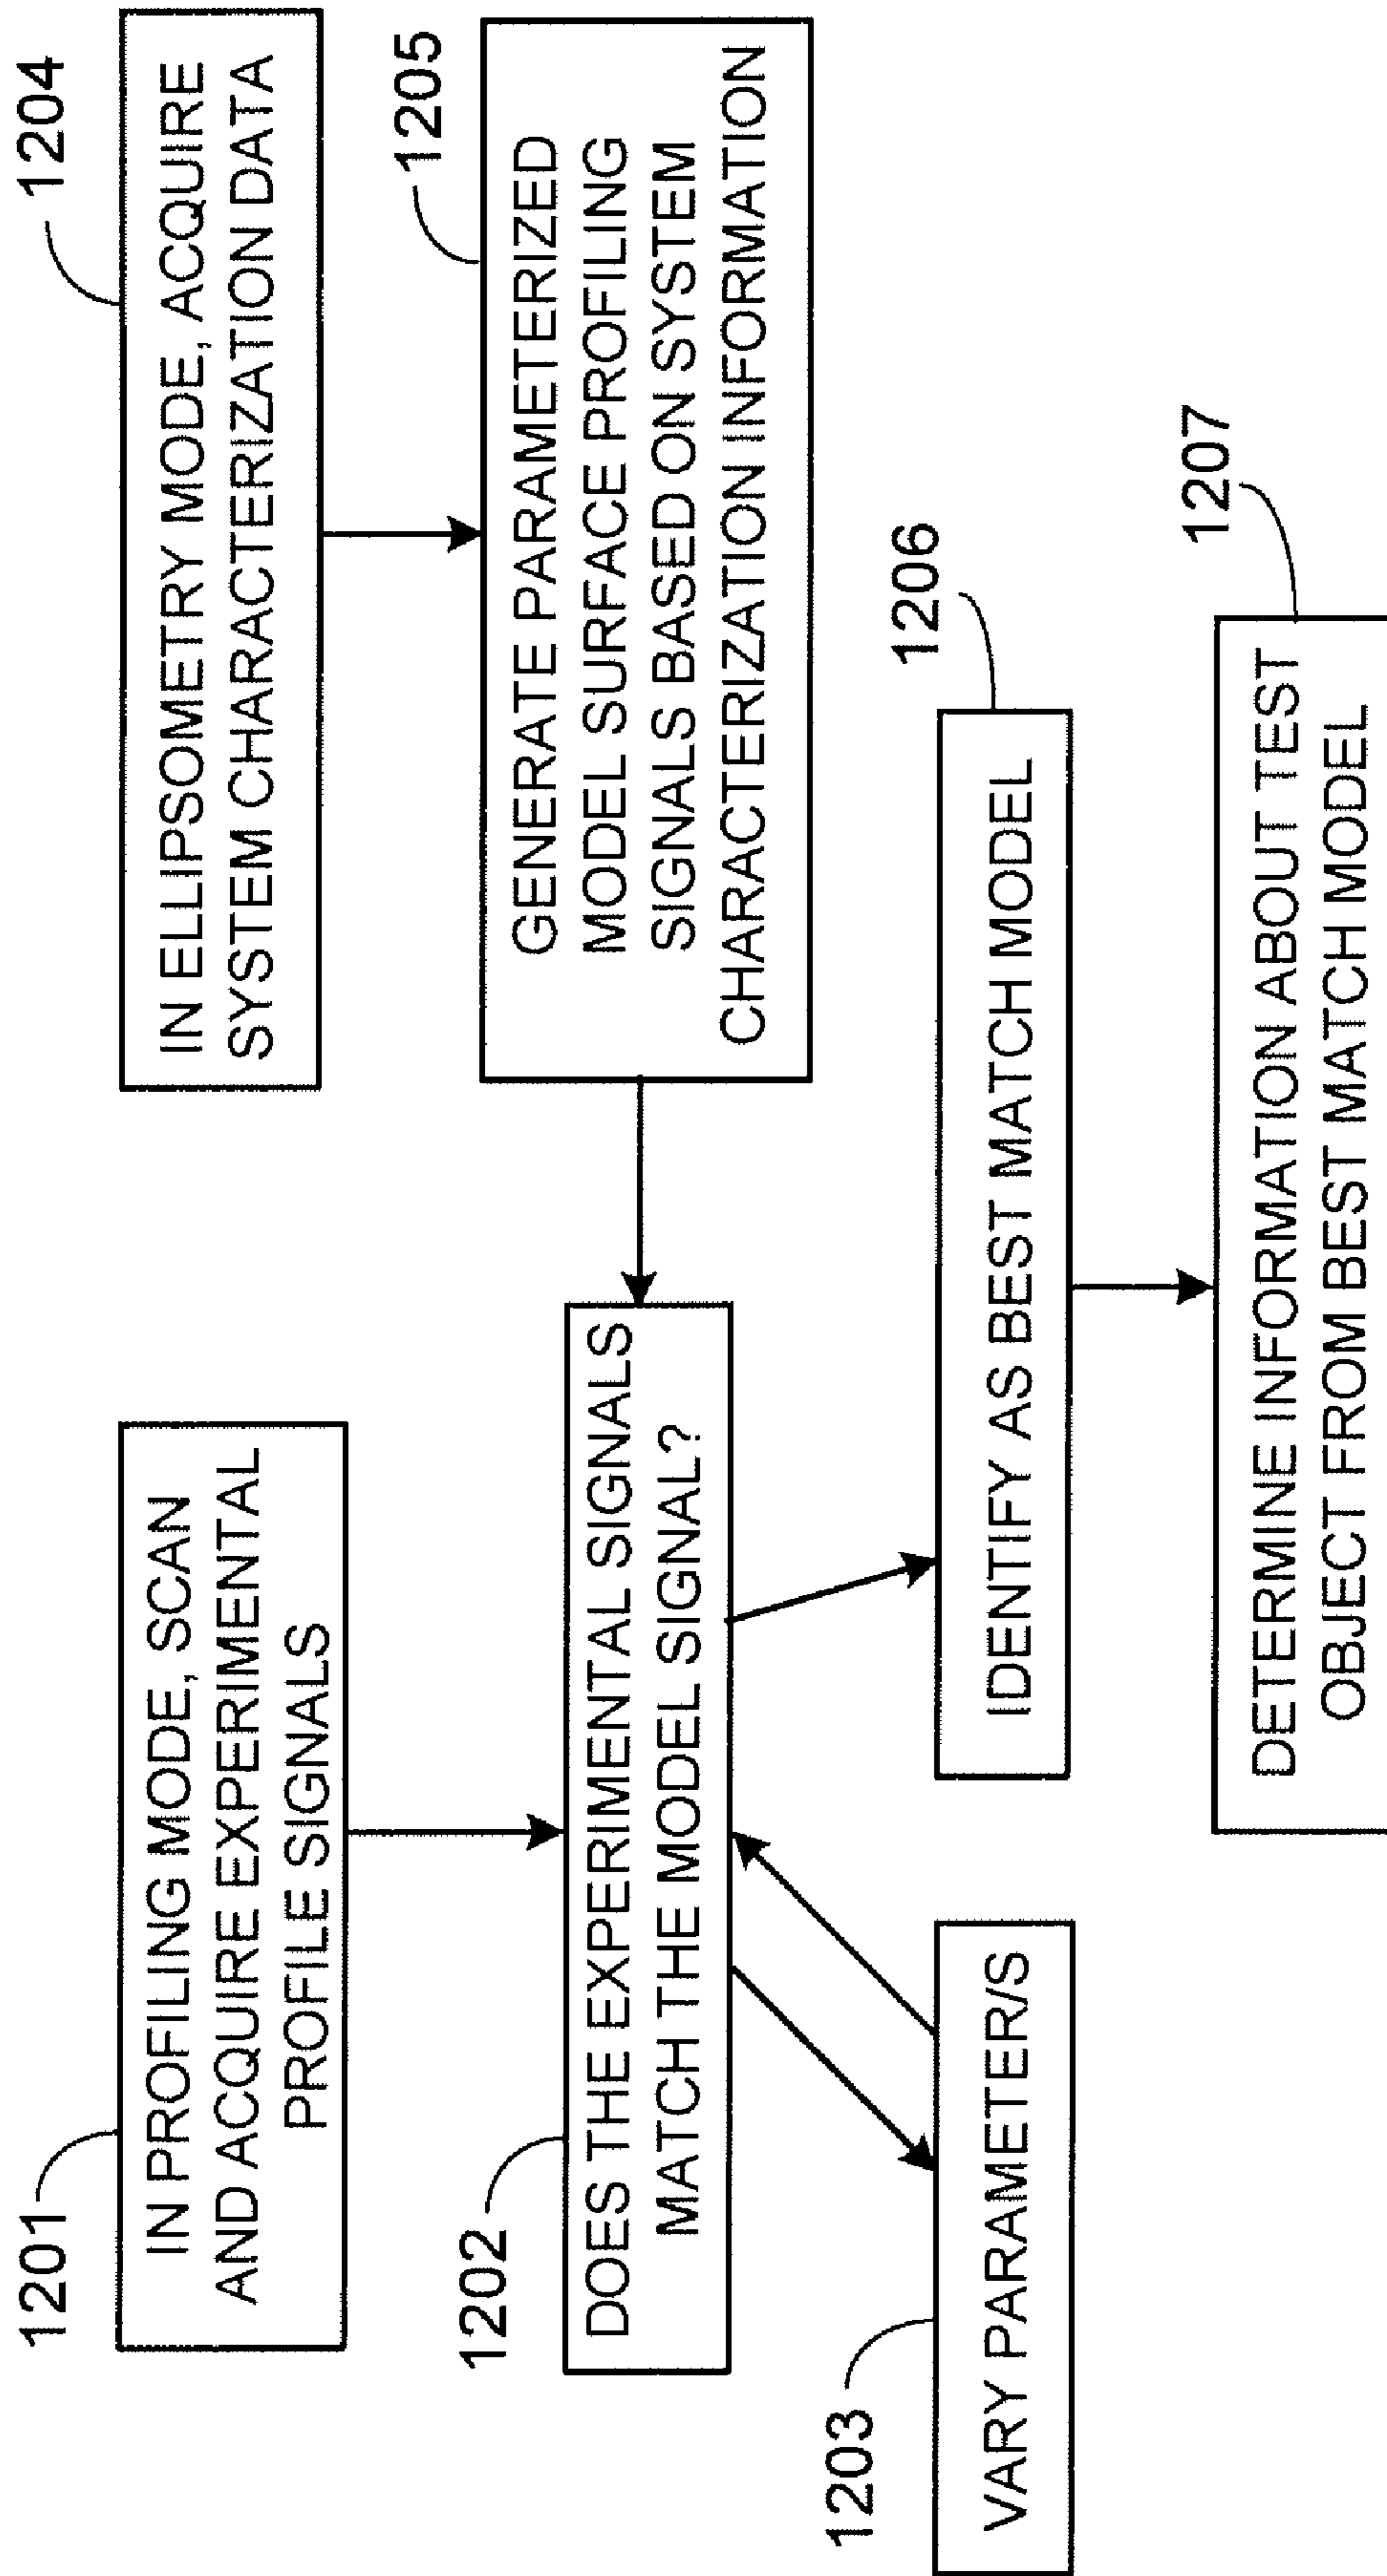 1201
IN PROFILING MODE, SCAN
AND ACQUIRE EXPERIMENTAL
PROFILE SIGNALS
1204
IN ELLIPSOMETRY MODE, ACQUIRE
SYSTEM CHARACTERIZATION DATA
1205
GENERATE PARAMETERIZED
MODEL SURFACE PROFILING
SIGNALS BASED ON SYSTEM
CHARACTERIZATION INFORMATION
1202
DOES THE EXPERIMENTAL SIGNALS
MATCH THE MODEL SIGNAL?
1203
VARY PARAMETER/S
1206
IDENTIFY AS BEST MATCH MODEL
1207
DETERMINE INFORMATION ABOUT TEST
OBJECT FROM BEST MATCH MODEL